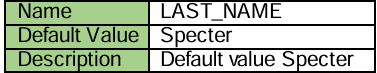 Name LAST_NAME
Default Value Specter
Description Default value Specter